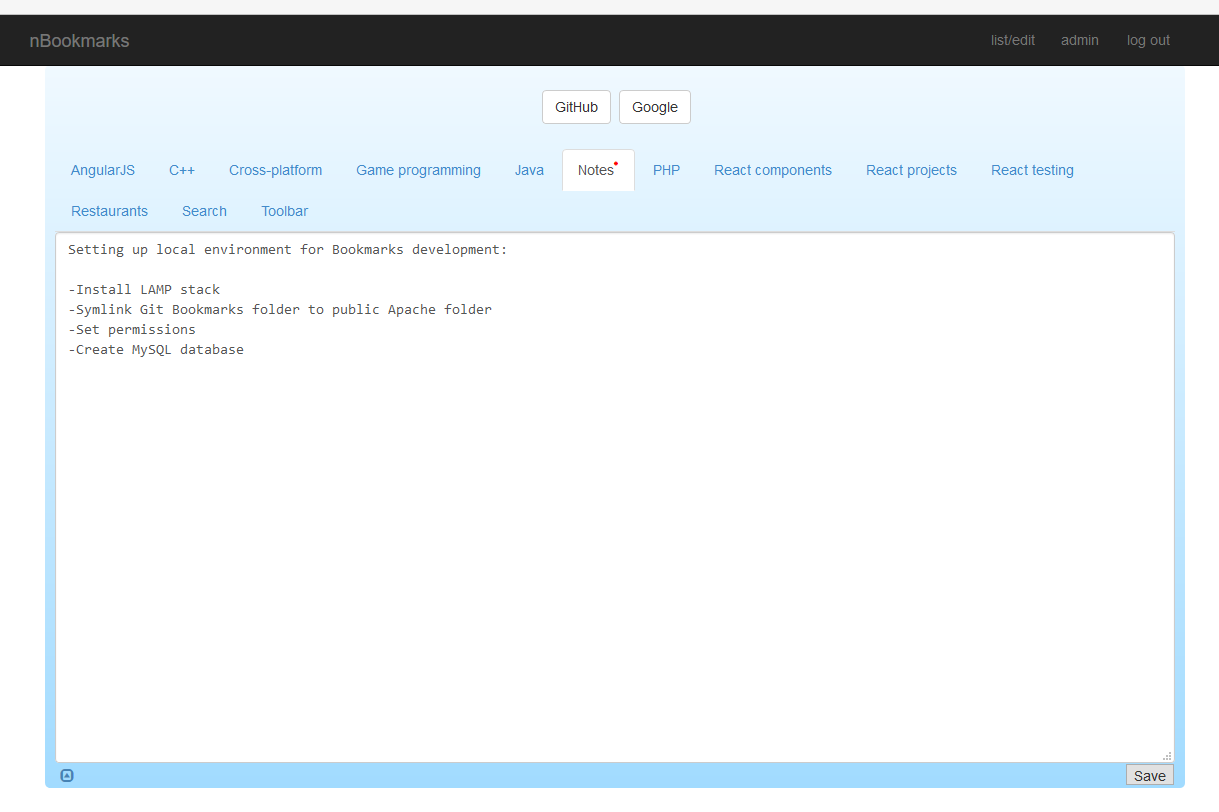 nBookmarks list/edit admin log out
GitHub Google
AngularJS C++ Cross-platform Game programming Java Notes PHP React components React projects React testing
Restaurants Search Toolbar
Setting up local environment for Bookmarks development:
-Install LAMP stack
-Symlink Git Bookmarks folder to public Apache folder
-Set permissions
-Create MySQL database
Save